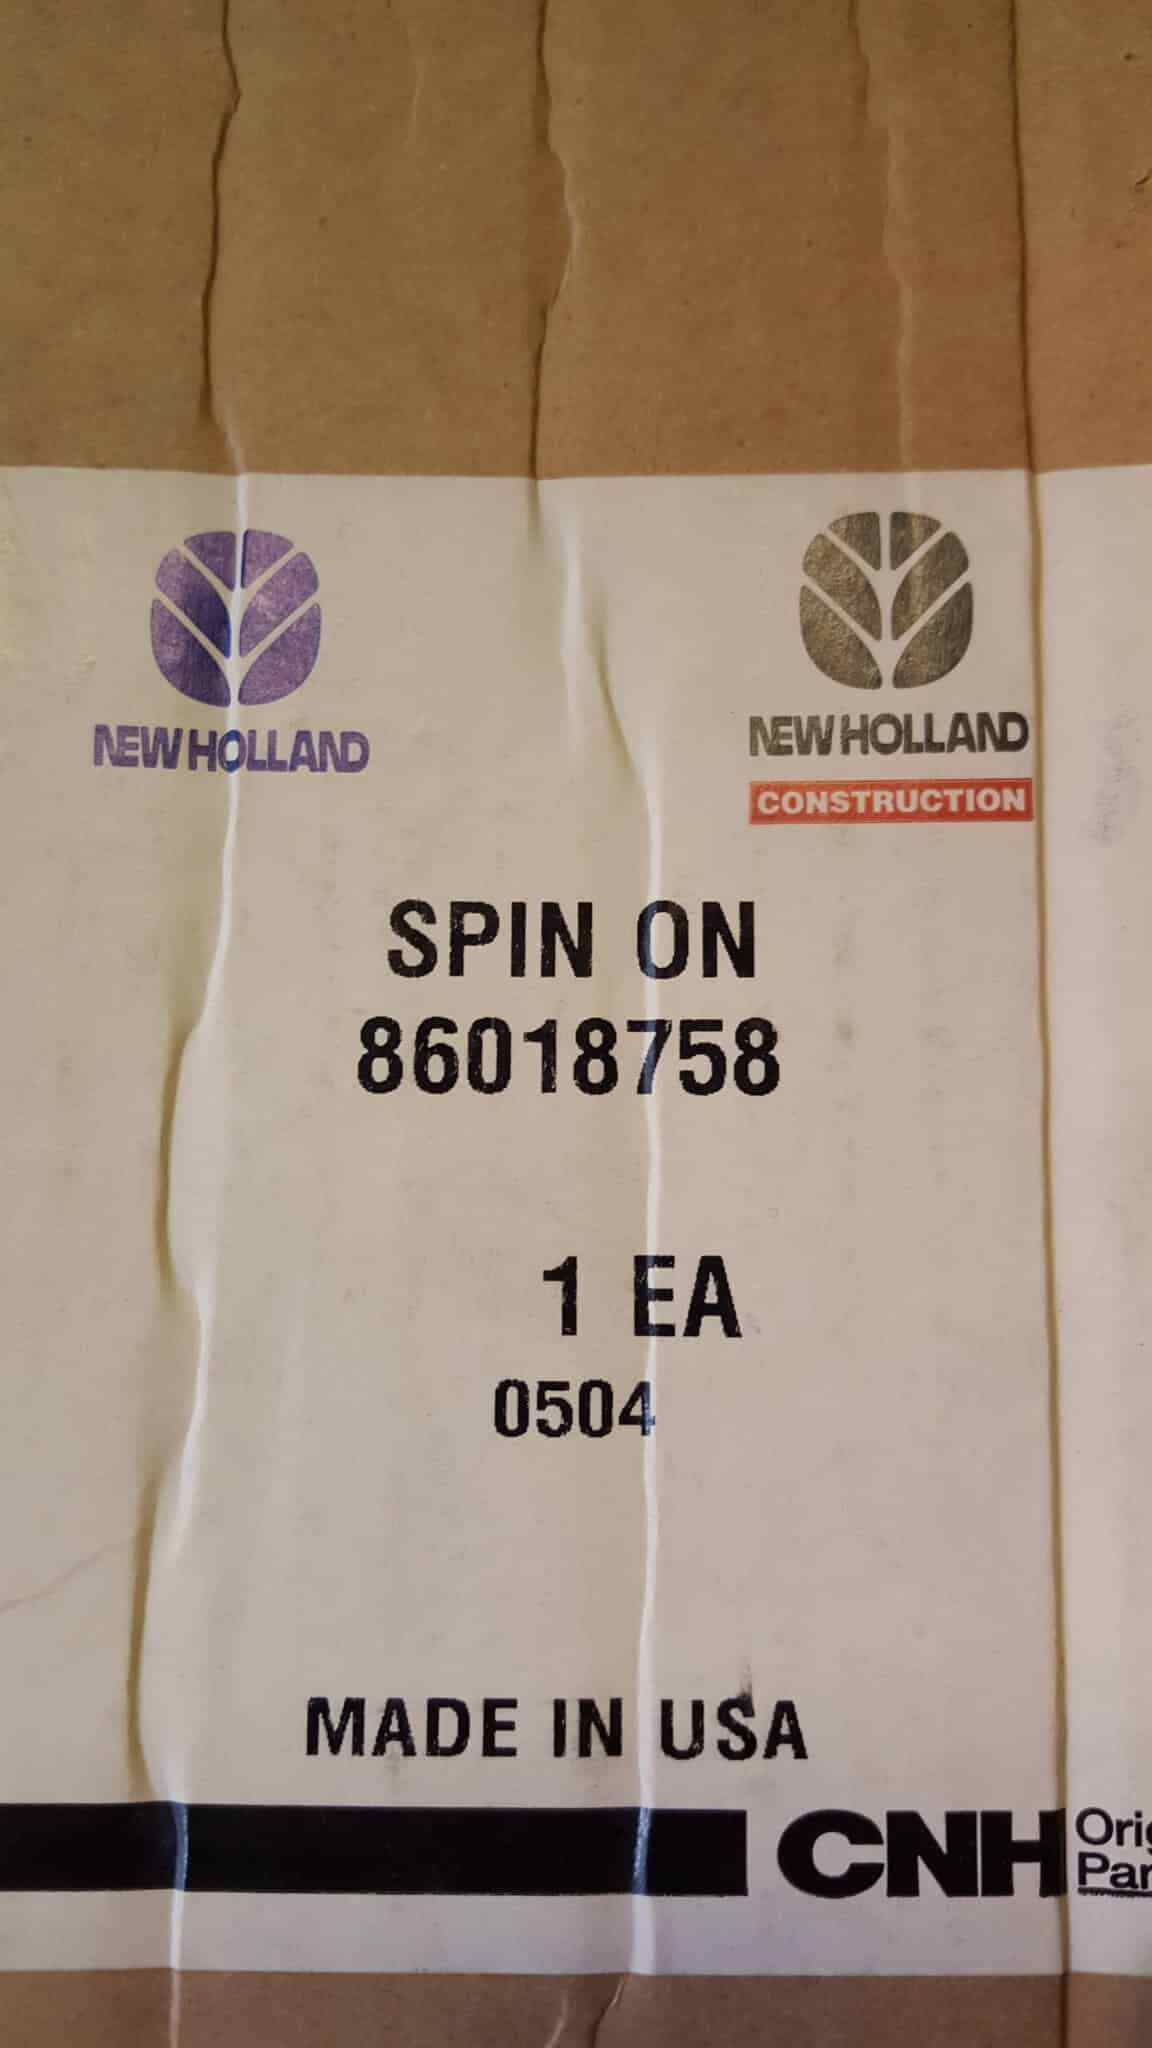 NEW HOLLAND
NEW HOLLAND
CONSTRUCTION
SPIN ON
86018758
1 EA
0504
MADE IN USA
CNH